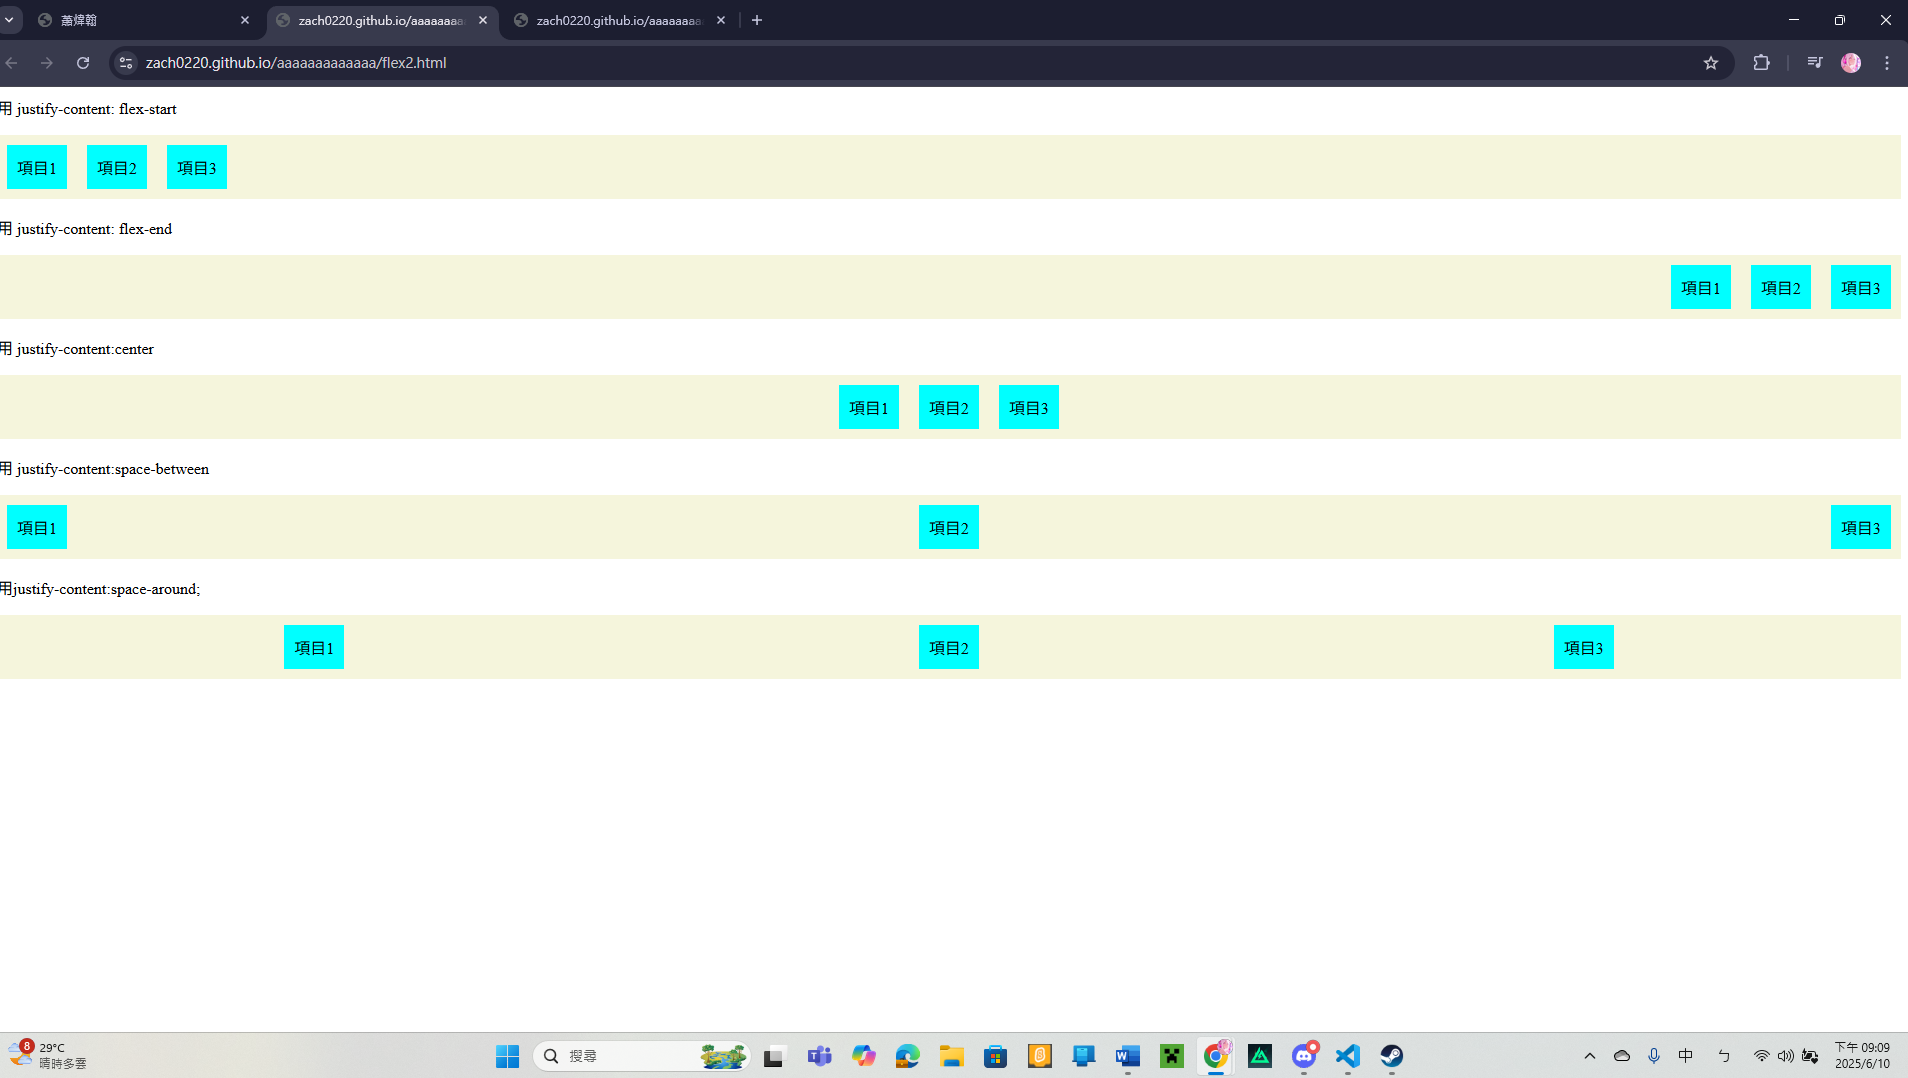 蕭煒翰
zach0220.github.io/aaaaaaaa
zach0220.github.io/aaaaaaaaa
zach0220.github.io/aaaaaaaaaaaaa/flex2.html
用 justify-content: flex-start
項目1 項目2 項目3
用 justify-content: flex-end
項目1 項目2 項目3
用 justify-content:center
項目1 項目2 項目3
用 justify-content:space-between
項目1 項目2 項目3
用justify-content:space-around;
項目1 項目2 項目3
8
29°C
晴時多雲
搜尋
中
ㄅ
下午 09:09
2025/6/10